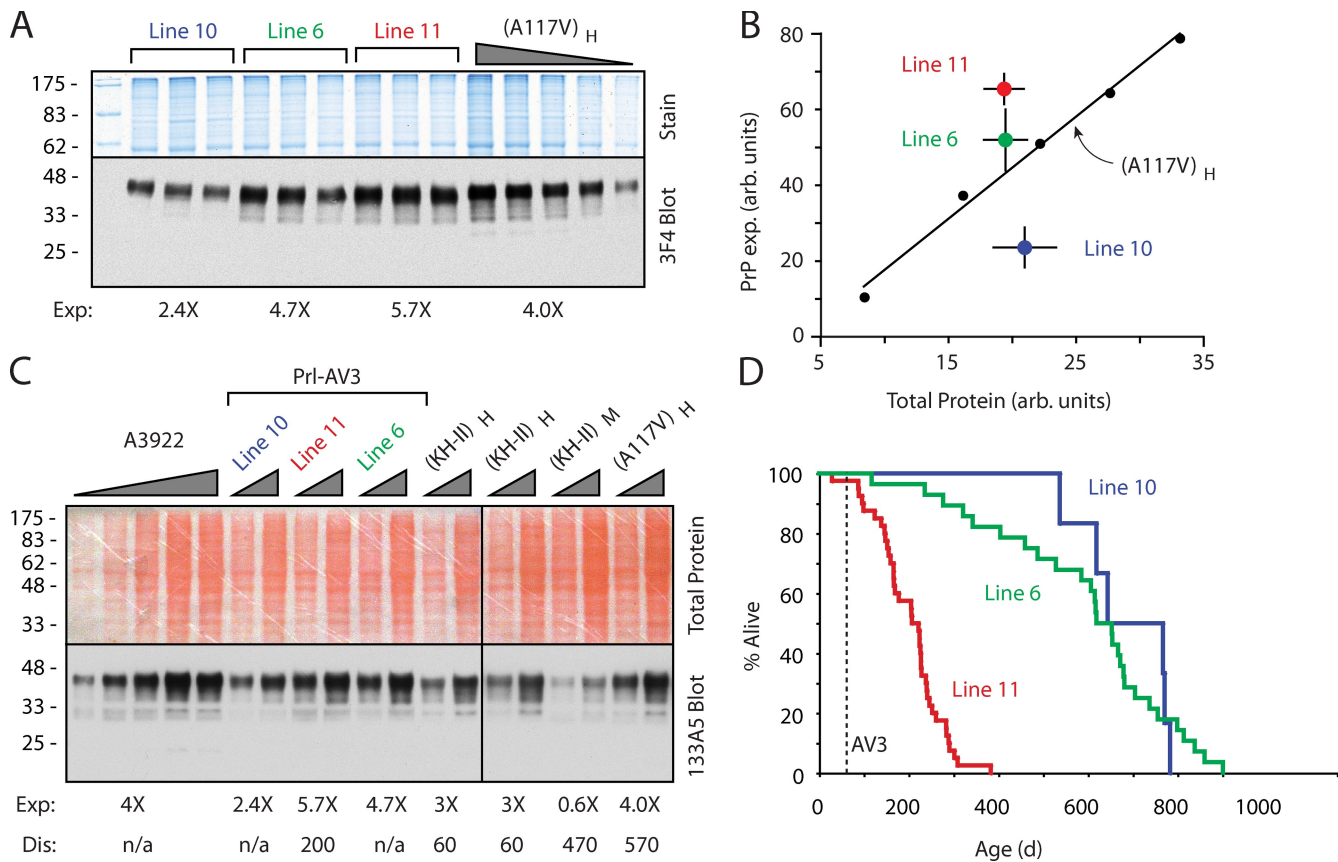 A
Line 10 Line 6 Line 11 (A117V) H
175 -
83 -
62 -
Stain
48 -
33 -
25 -
3F4 Blot
Exp: 2.4X 4.7X 5.7X 4.0X
B
80
60
40
20
0
PrP exp. (arb. units)
Line 11
Line 6
(A117V) H
Line 10
5 15 25 35
Total Protein (arb. units)
C
Prl-AV3
A3922 Line 10 Line 11 Line 6 (KH-II) H (KH-II) H (KH-II) M (A117V) H
175 -
83 -
62 -
48 -
33 -
Total Protein
48 -
33 -
25 -
133A5 Blot
Exp: 4X 2.4X 5.7X 4.7X 3X 3X 0.6X 4.0X
Dis: n/a n/a 200 n/a 60 60 470 570
D
100
80
60
40
20
0
% Alive
Line 10
Line 6
Line 11
AV3
0 200 400 600 800 1000
Age (d)